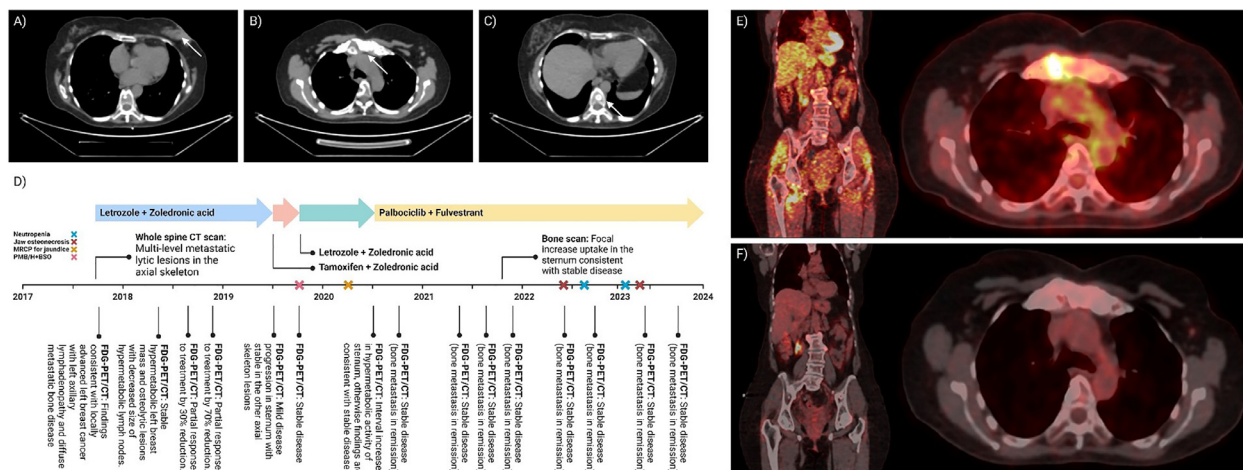 A)
B)
C)
D)
Letrozole + Zoledronic acid
Palbociclib + Fulvestrant
Neutropenia
Jaw osteonecrosis
MRCP for jaundice
PMB/H+BSO
Whole spine CT scan:
Multi-level metastatic
lytic lesions in the
axial skeleton
Letrozole + Zoledronic acid
Tamoxifen + Zoledronic acid
Bone scan: Focal
increase uptake in the
sternum consistent
with stable disease
2017
2018
2019
2020
2021
2022
2023
2024
FDG-PET/CT: Findings
consistent with locally
advanced left breast cancer
with left axillary
lymphadenopathy and diffuse
metastatic bone disease
FDG-PET/CT: Stable
hypermetabolic left breast
mass and osteolytic lesions
with decreased size of
hypermetabolic lymph nodes.
FDG-PET/CT: Partial response
to treatment by 30% reduction.
FDG-PET/CT: Partial response
to treatment by 70% reduction.
FDG-PET/CT: Mild disease
progression in sternum with
stable in the other axial
skeleton lesions
FDG-PET/CT: Stable disease
FDG-PET/CT: Interval increase
in hypermetabolic activity of
sternum, otherwise findings are
consistent with stable disease
FDG-PET/CT: Stable disease
(bone metastasis in remission
FDG-PET/CT: Stable disease
(bone metastasis in remission
FDG-PET/CT: Stable disease
(bone metastasis in remission
FDG-PET/CT: Stable disease
(bone metastasis in remission
FDG-PET/CT: Stable disease
(bone metastasis in remission
FDG-PET/CT: Stable disease
(bone metastasis in remission
FDG-PET/CT: Stable disease
(bone metastasis in remission
FDG-PET/CT: Stable disease
(bone metastasis in remission
E)
F)